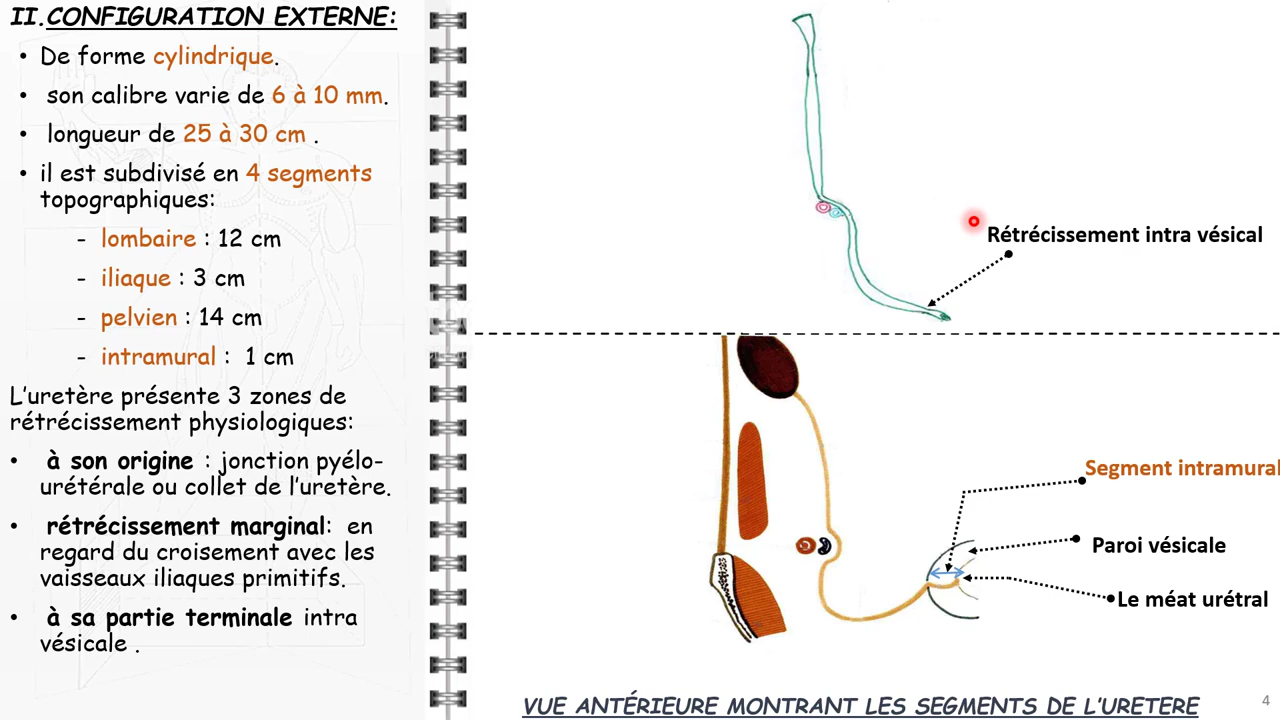 II.CONFIGURATION EXTERNE:
• De forme cylindrique.
• son calibre varie de 6 à 10 mm.
• longueur de 25 à 30 cm .
• il est subdivisé en 4 segments
topographiques:
- lombaire : 12 cm
- iliaque : 3 cm
- pelvien : 14 cm
- intramural : 1 cm
L'uretère présente 3 zones de
rétrécissement physiologiques:
• à son origine : jonction pyélo-
urétérale ou collet de l'uretère.
• rétrécissement marginal: en
regard du croisement avec les
vaisseaux iliaques primitifs.
• à sa partie terminale intra
vésicale .
Rétrécissement intra vésical
Segment intramural
Paroi vésicale
Le méat urétral
VUE ANTÉRIEURE MONTRANT LES SEGMENTS DE L'URETERE
4